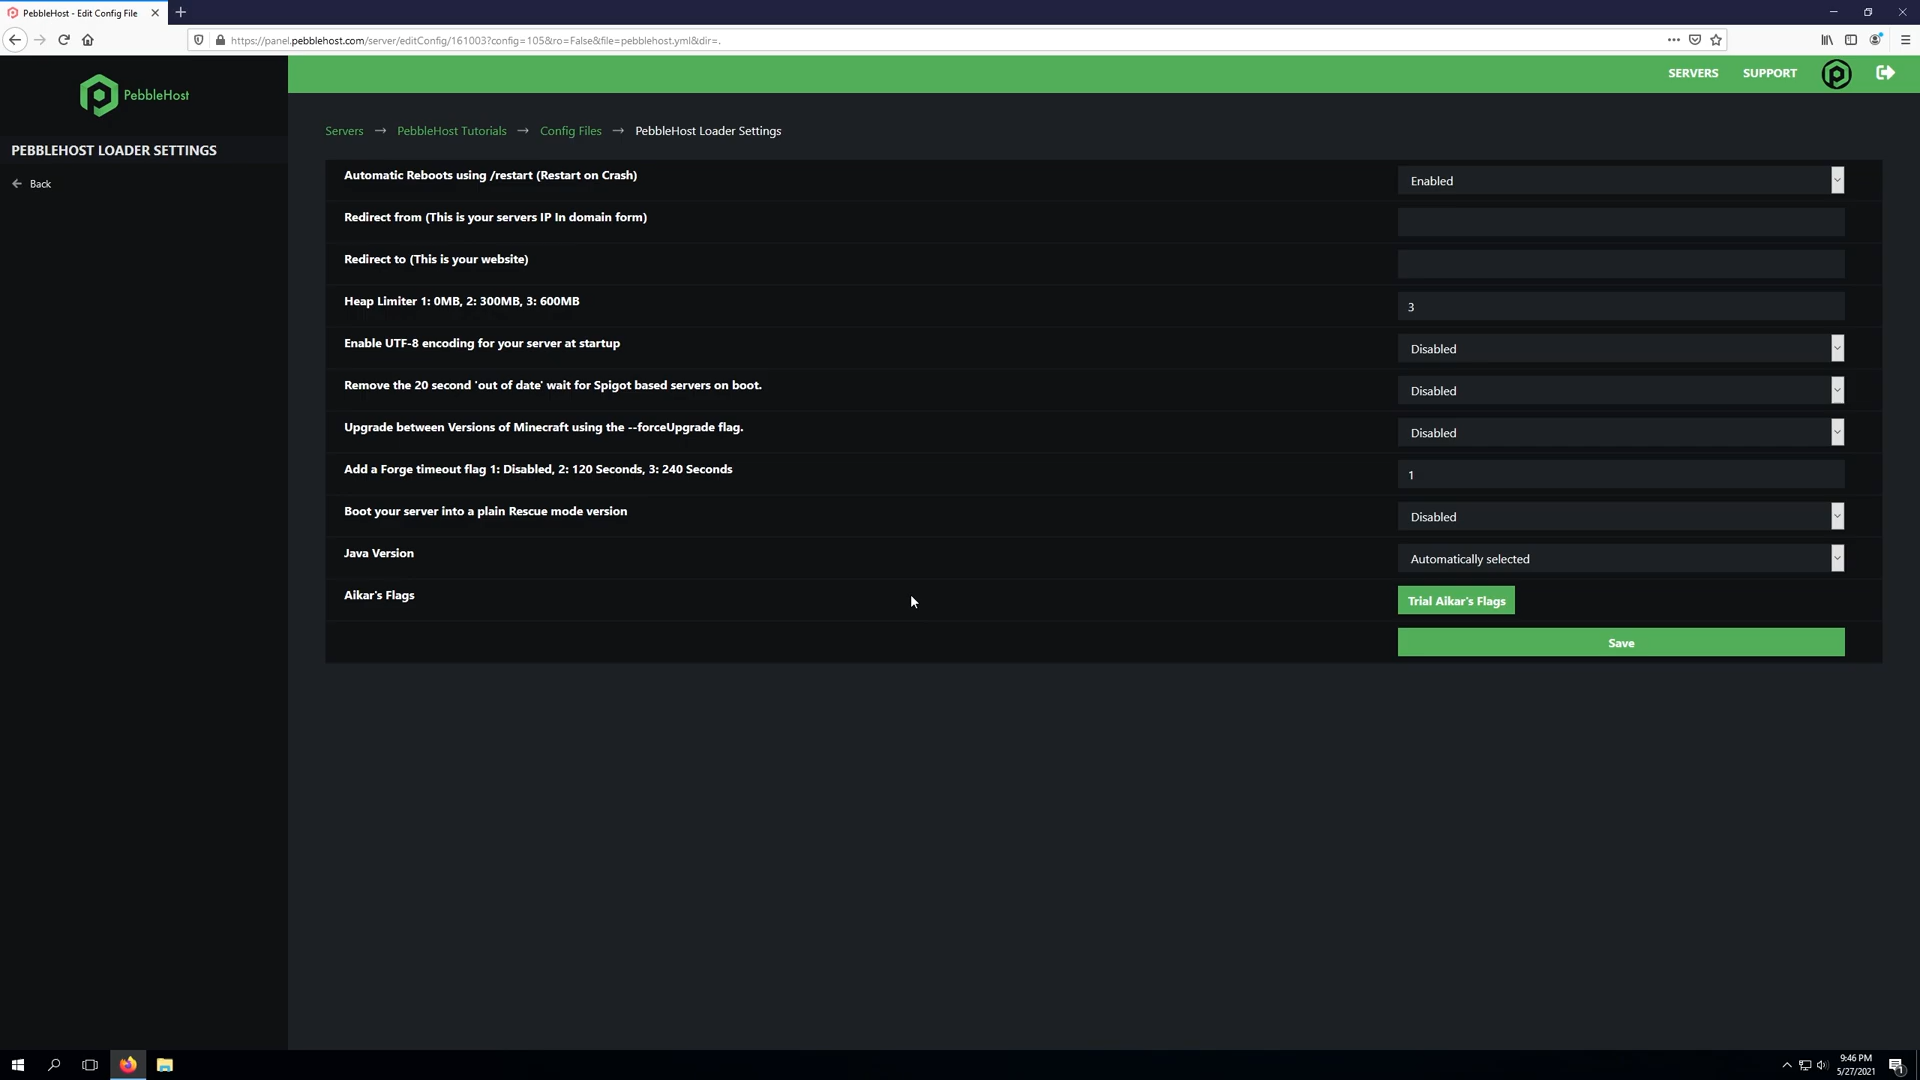 PebbleHost - Edit Config File
https://panel.pebblehost.com/server/editConfig/161003?config=105&ro=False&file=pebblehost.yml&dir=.
PebbleHost
SERVERS
SUPPORT
PEBBLEHOST LOADER SETTINGS
Back
Servers → PebbleHost Tutorials → Config Files → PebbleHost Loader Settings
Automatic Reboots using /restart (Restart on Crash)
Enabled
Redirect from (This is your servers IP In domain form)
Redirect to (This is your website)
Heap Limiter 1: 0MB, 2: 300MB, 3: 600MB
3
Enable UTF-8 encoding for your server at startup
Disabled
Remove the 20 second 'out of date' wait for Spigot based servers on boot.
Disabled
Upgrade between Versions of Minecraft using the --forceUpgrade flag.
Disabled
Add a Forge timeout flag 1: Disabled, 2: 120 Seconds, 3: 240 Seconds
1
Boot your server into a plain Rescue mode version
Disabled
Java Version
Automatically selected
Aikar's Flags
Trial Aikar's Flags
Save
9:46 PM
5/27/2021
1